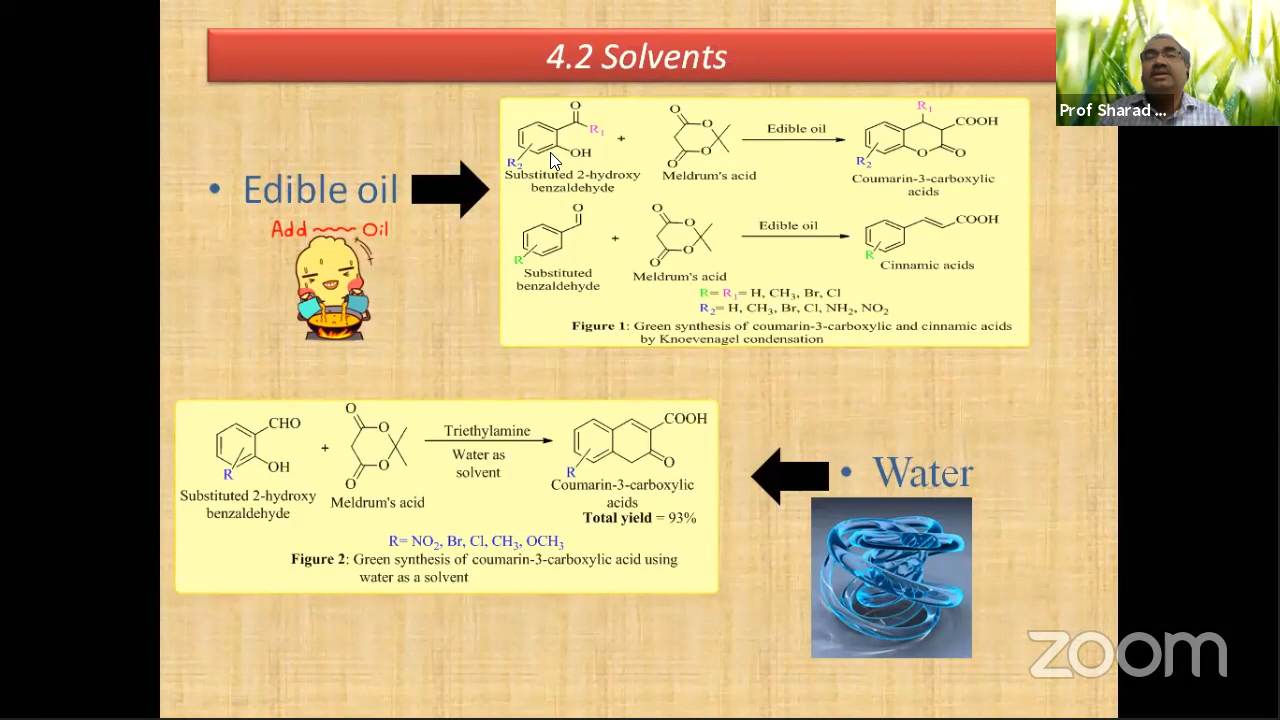 4.2 Solvents
Prof Sharad ...
• Edible oil
Add Oil
O
R1
OH
R2
Substituted 2-hydroxy
benzaldehyde
+
O
O
O
O
Meldrum's acid
Edible oil
R1
COOH
R2
O
O
Coumarin-3-carboxylic
acids
O
R
Substituted
benzaldehyde
+
O
O
O
O
Meldrum's acid
Edible oil
COOH
R
Cinnamic acids
R= R1= H, CH3, Br, Cl
R2= H, CH3, Br, Cl, NH2, NO2
Figure 1: Green synthesis of coumarin-3-carboxylic and cinnamic acids
by Knoevenagel condensation
CHO
OH
R
Substituted 2-hydroxy
benzaldehyde
+
O
O
O
O
Meldrum's acid
Triethylamine
Water as
solvent
COOH
O
R
Coumarin-3-carboxylic
acids
Total yield = 93%
R= NO2, Br, Cl, CH3, OCH3
Figure 2: Green synthesis of coumarin-3-carboxylic acid using
water as a solvent
• Water
zoom